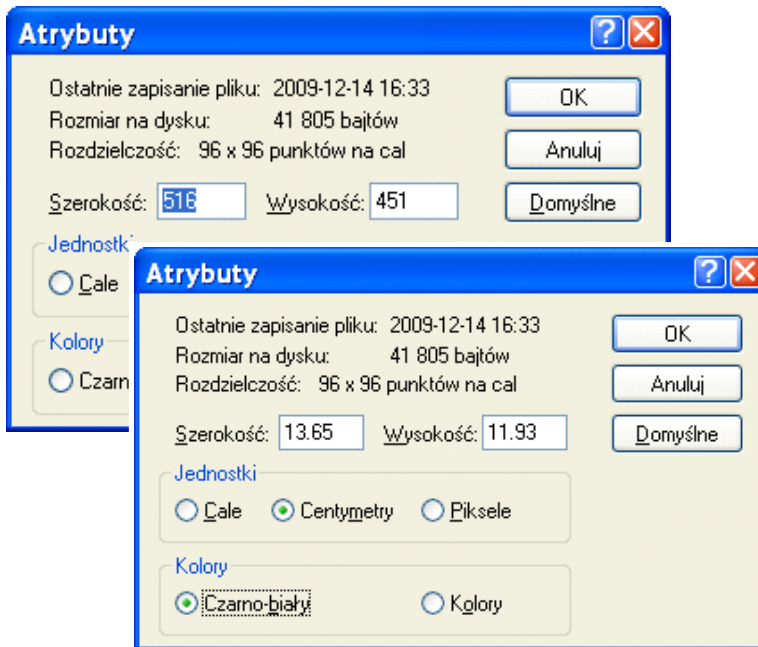 Atrybuty
Ostatnie zapisanie pliku: 2009-12-14 16:33
Rozmiar na dysku: 41 805 bajtów
Rozdzielczość: 96 x 96 punktów na cal
Szerokość: 516 Wysokość: 451
OK
Anuluj
Domyślne
Jednostk
Cale
Kolory
Czarn
Atrybuty
Ostatnie zapisanie pliku: 2009-12-14 16:33
Rozmiar na dysku: 41 805 bajtów
Rozdzielczość: 96 x 96 punktów na cal
Szerokość: 13.65 Wysokość: 11.93
OK
Anuluj
Domyślne
Jednostki
Cale Centymetry Piksele
Kolory
Czarno-biały Kolory